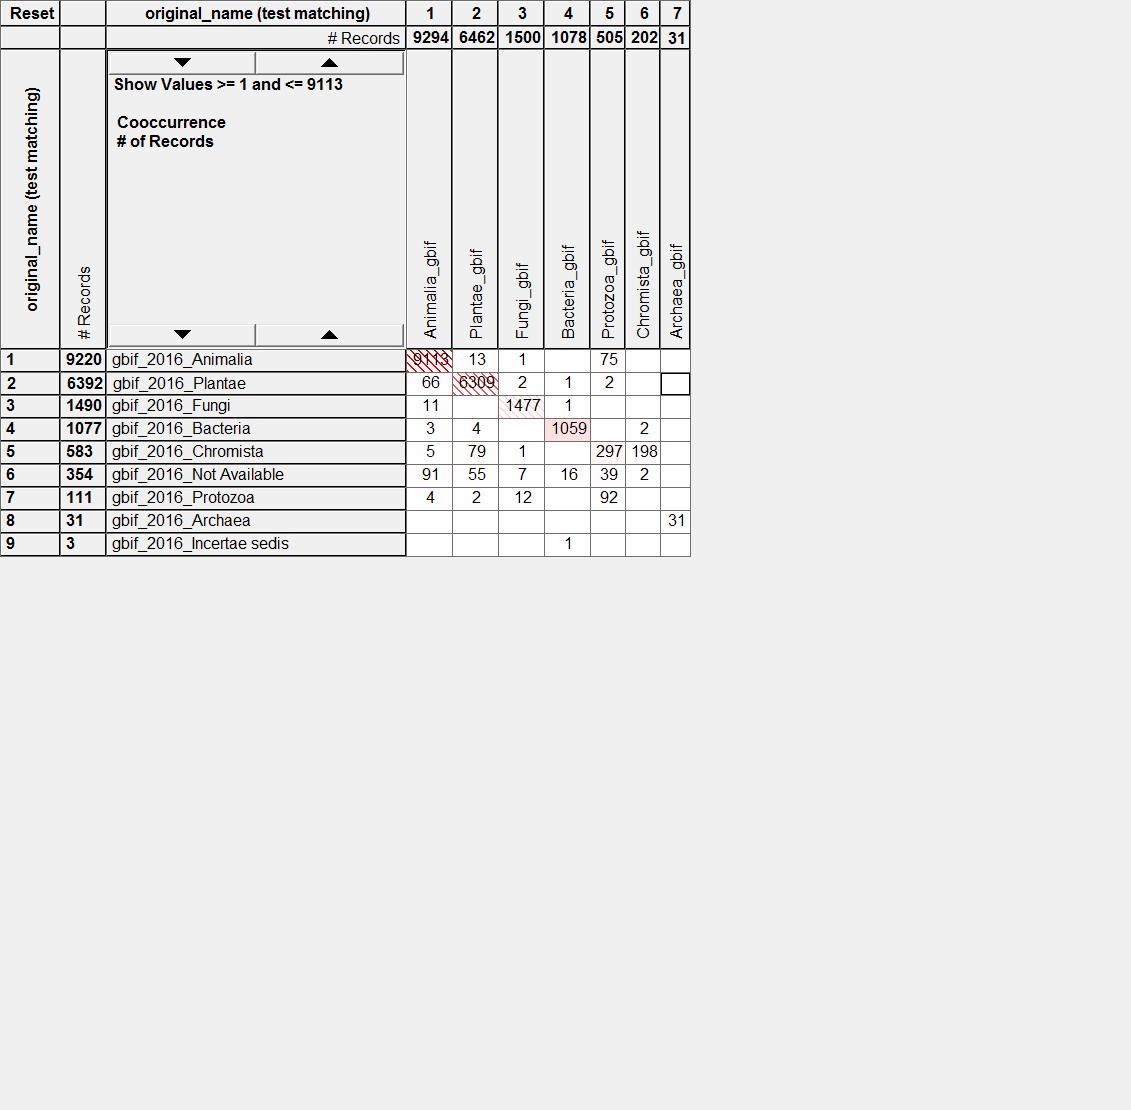 Reset original_name (test matching) 1 2 3 4 5 6 7
# Records 9294 6462 1500 1078 505 202 31
original_name (test matching)
# Records
Show Values >= 1 and <= 9113
Cooccurrence
# of Records
Animalia_gbif
Plantae_gbif
Fungi_gbif
Bacteria_gbif
Protozoa_gbif
Chromista_gbif
Archaea_gbif
1 9220 gbif_2016_Animalia 9113 13 1 75
2 6392 gbif_2016_Plantae 66 6309 2 1 2
3 1490 gbif_2016_Fungi 11 1477 1
4 1077 gbif_2016_Bacteria 3 4 1059 2
5 583 gbif_2016_Chromista 5 79 1 297 198
6 354 gbif_2016_Not Available 91 55 7 16 39 2
7 111 gbif_2016_Protozoa 4 2 12 92
8 31 gbif_2016_Archaea 31
9 3 gbif_2016_Incertae sedis 1